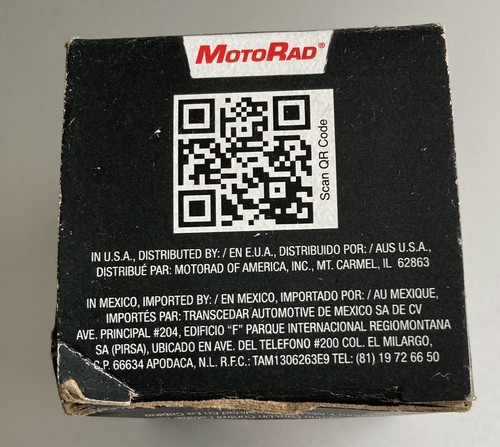 MOTORAD®
Scan QR Code
IN U.S.A., DISTRIBUTED BY: / EN E.U.A., DISTRIBUIDO POR: / AUS U.S.A.,
DISTRIBUÉ PAR: MOTORAD OF AMERICA, INC., MT. CARMEL, IL 62863
IN MEXICO, IMPORTED BY: / EN MEXICO, IMPORTADO POR: / AU MEXIQUE,
IMPORTÉS PAR: TRANSCEDAR AUTOMOTIVE DE MEXICO SA DE CV
AVE. PRINCIPAL #204, EDIFICIO "F" PARQUE INTERNACIONAL REGIOMONTANA
SA (PIRSA), UBICADO EN AV. DEL TELEFONO #200 COL. EL MILARGO,
C.P. 66634 APODACA, N.L. R.F.C.: TAM1306263E9 TEL: (81) 19 72 66 50